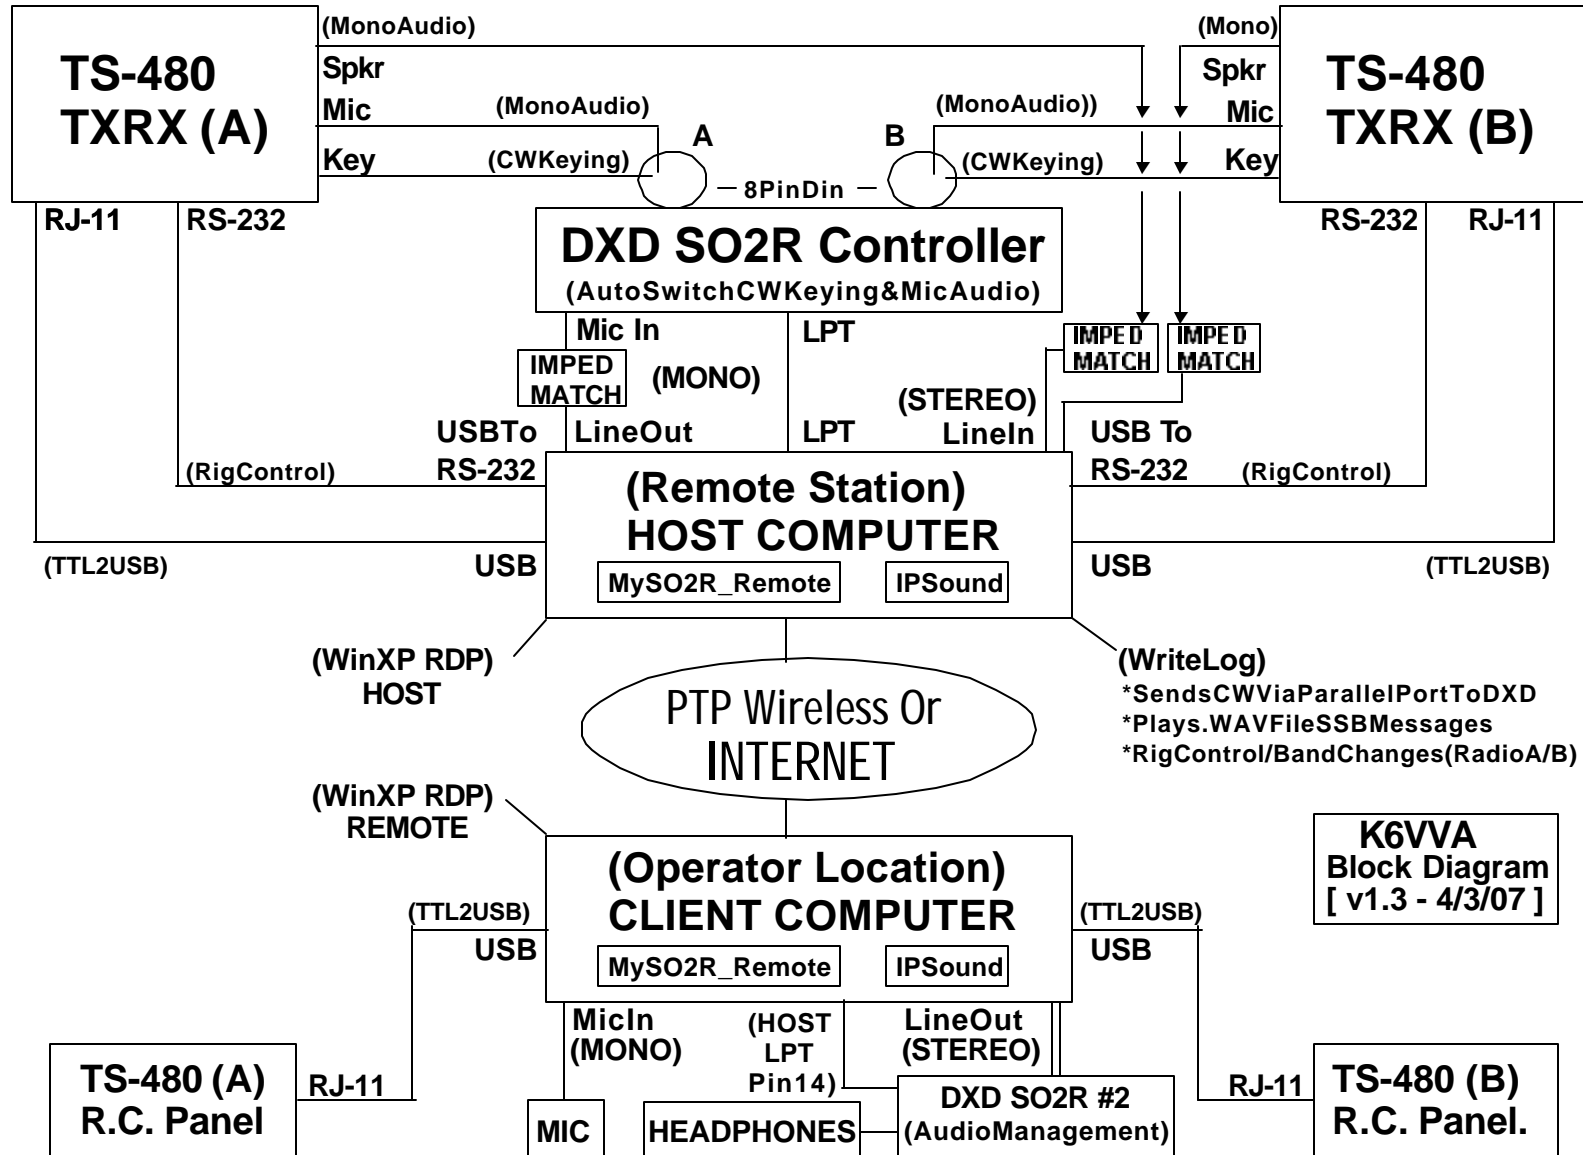 (MonoAudio)
(Mono)
TS-480
TXRX (A)
Spkr
Mic
Key
(MonoAudio)
(CWKeying)
A
B
(MonoAudio))
(CWKeying)
Spkr
Mic
Key
TS-480
TXRX (B)
8PinDin
RJ-11
RS-232
RS-232
RJ-11
DXD SO2R Controller
(AutoSwitchCWKeying&MicAudio)
Mic In
LPT
IMPED
MATCH
(MONO)
IMPED
MATCH
IMPED
MATCH
(STEREO)
USBTo
RS-232
LineOut
LPT
LineIn
USB To
RS-232
(RigControl)
(RigControl)
(Remote Station)
HOST COMPUTER
MySO2R_Remote
IPSound
(TTL2USB)
USB
USB
(TTL2USB)
(WinXP RDP)
HOST
(WriteLog)
*SendsCWViaParallelPortToDXD
*Plays.WAVFileSSBMessages
*RigControl/BandChanges(RadioA/B)
PTP Wireless Or
INTERNET
(WinXP RDP)
REMOTE
K6VVA
Block Diagram
[ v1.3 - 4/3/07 ]
(Operator Location)
CLIENT COMPUTER
MySO2R_Remote
IPSound
(TTL2USB)
USB
(TTL2USB)
USB
MicIn
(MONO)
(HOST
LPT
Pin14)
LineOut
(STEREO)
TS-480 (A)
R.C. Panel
RJ-11
MIC
HEADPHONES
DXD SO2R #2
(AudioManagement)
RJ-11
TS-480 (B)
R.C. Panel.